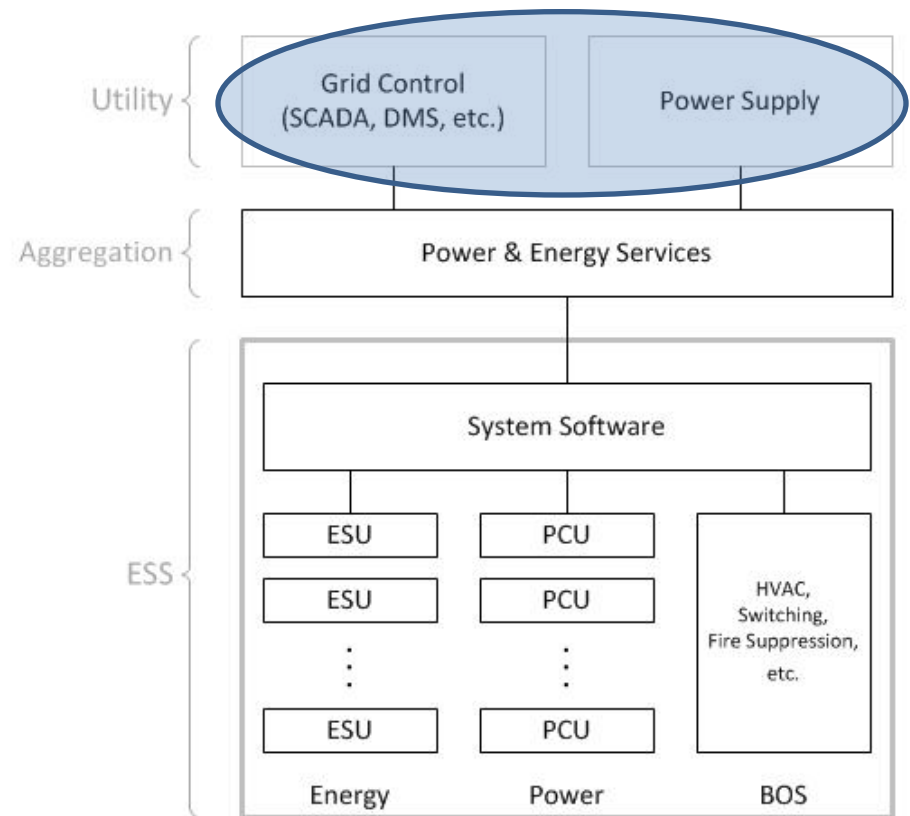 Utility
Grid Control
(SCADA, DMS, etc.)
Power Supply
Aggregation
Power & Energy Services
ESS
System Software
ESU
PCU
HVAC,
Switching,
Fire Suppression,
etc.
ESU
PCU
ESU
PCU
Energy
Power
BOS